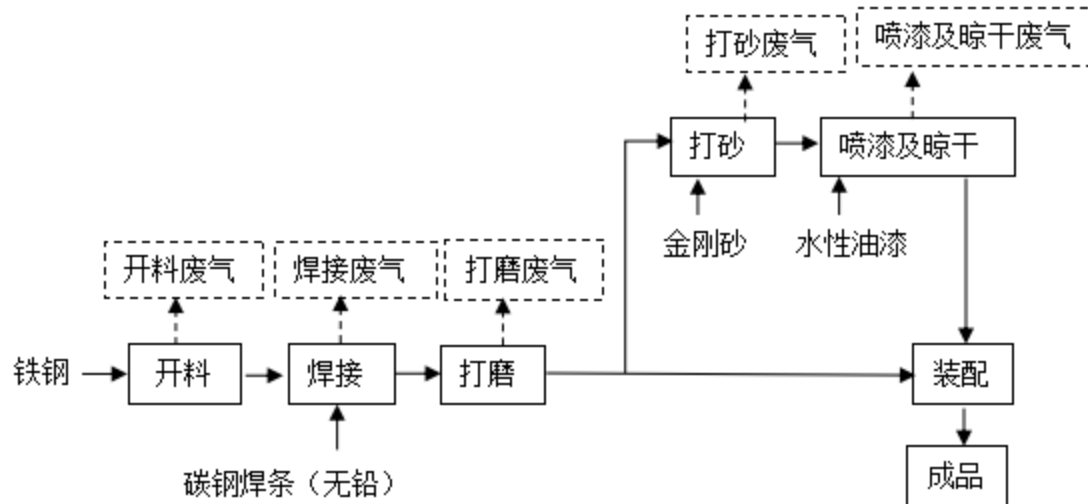 打砂废气
喷漆及晾干废气
打砂
喷漆及晾干
金刚砂
水性油漆
开料废气
焊接废气
打磨废气
铁钢
开料
焊接
打磨
装配
碳钢焊条（无铅）
成品